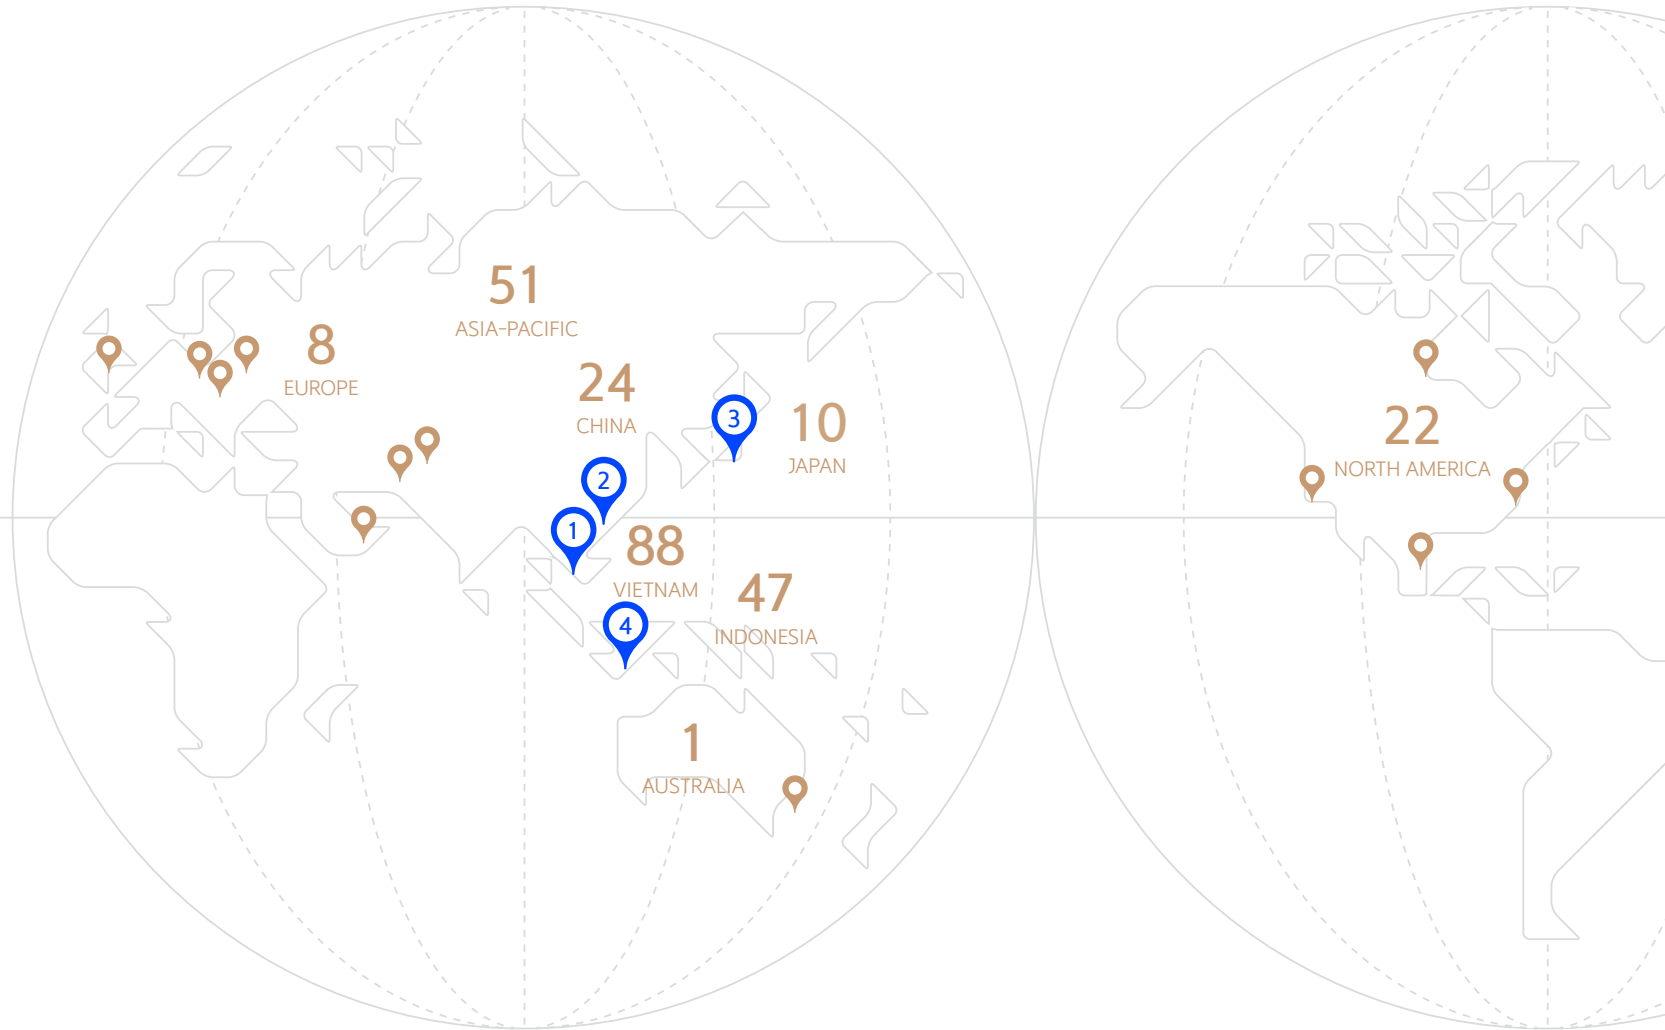 51
ASIA-PACIFIC
8
EUROPE
24
CHINA
10
JAPAN
3
2
1
88
VIETNAM
47
INDONESIA
4
1
AUSTRALIA
22
NORTH AMERICA